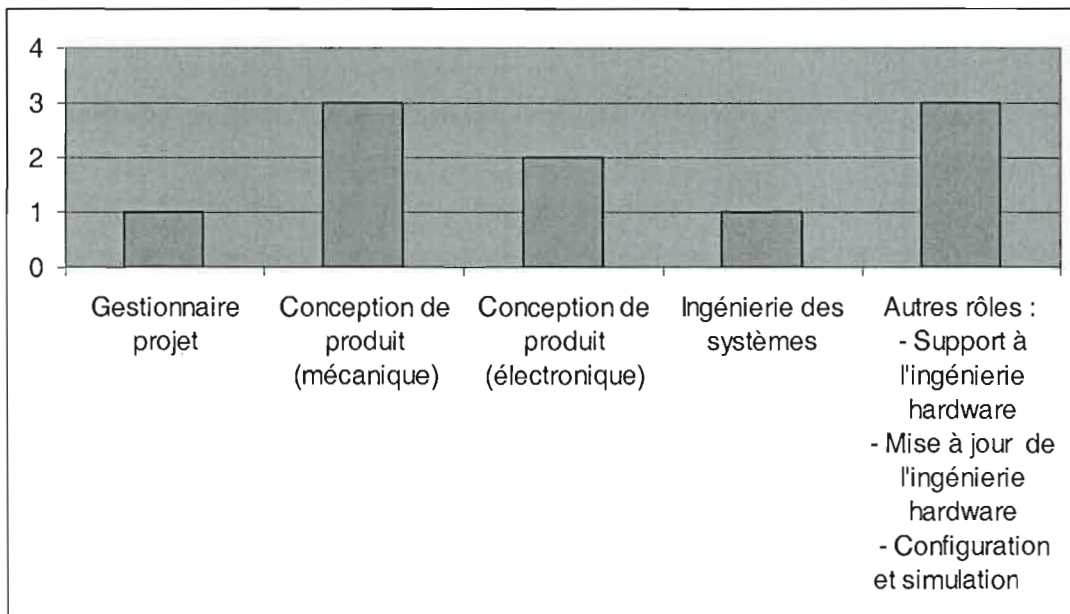 4
3
2
1
0
Gestionnaire
projet
Conception de
produit
(mécanique)
Conception de
produit
(électronique)
Ingénierie des
systèmes
Autres rôles :
- Support à
l'ingénierie
hardware
- Mise à jour de
l'ingénierie
hardware
- Configuration
et simulation